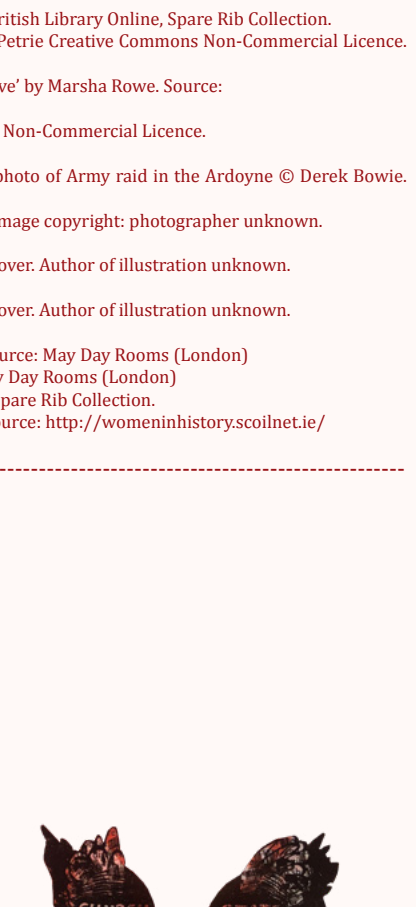 ritish Library Online, Spare Rib Collection.
Petrie Creative Commons Non-Commercial Licence.
ve’ by Marsha Rowe. Source:
Non-Commercial Licence.
photo of Army raid in the Ardoyne © Derek Bowie.
mage copyright: photographer unknown.
over. Author of illustration unknown.
over. Author of illustration unknown.
urce: May Day Rooms (London)
y Day Rooms (London)
pare Rib Collection.
ource: http://womeninhistory.scoilnet.ie/